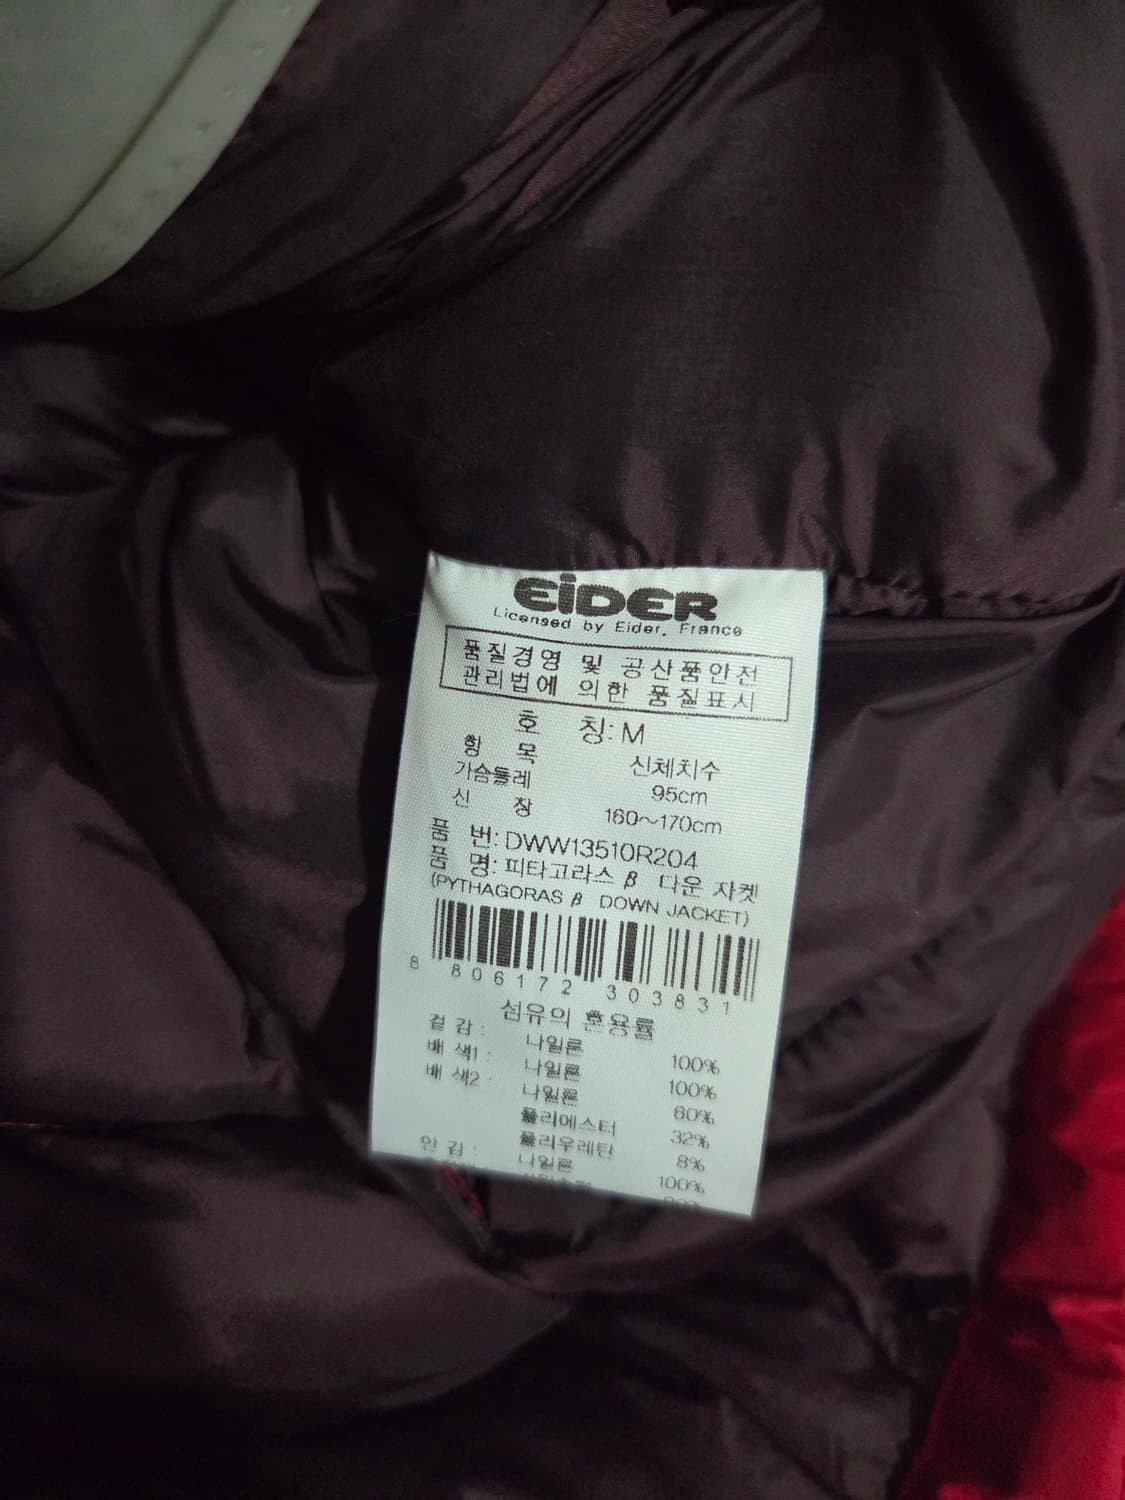 EiDER
Licensed by Eider, France
품질경영 및 공산품안전
관리법에 의한 품질표시
호 칭: M
항 목 신체치수
가슴둘레 95cm
신 장 160~170cm
품 번: DWW13510R204
품 명: 피타고라스 β 다운 자켓
(PYTHAGORAS β DOWN JACKET)
8 806172 303831
섬유의 혼용률
겉 감 : 나일론 100%
배 색1 : 나일론 100%
배 색2 : 나일론 60%
폴리에스터 32%
폴리우레탄 8%
안 감 : 나일론 100%